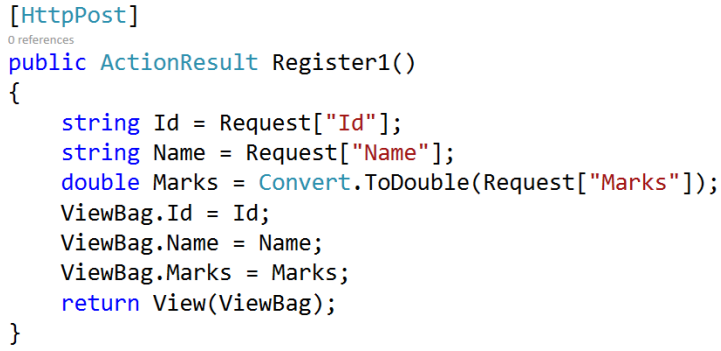 [HttpPost]
0 references
public ActionResult Register1()
{
    string Id = Request["Id"];
    string Name = Request["Name"];
    double Marks = Convert.ToDouble(Request["Marks"]);
    ViewBag.Id = Id;
    ViewBag.Name = Name;
    ViewBag.Marks = Marks;
    return View(ViewBag);
}